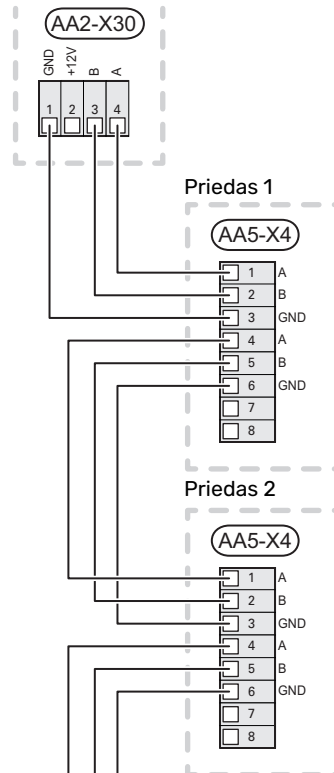 AA2-X30
GND +12V B A
1 2 3 4
Priedas 1
AA5-X4
1 A
2 B
3 GND
4 A
5 B
6 GND
7
8
Priedas 2
AA5-X4
1 A
2 B
3 GND
4 A
5 B
6 GND
7
8